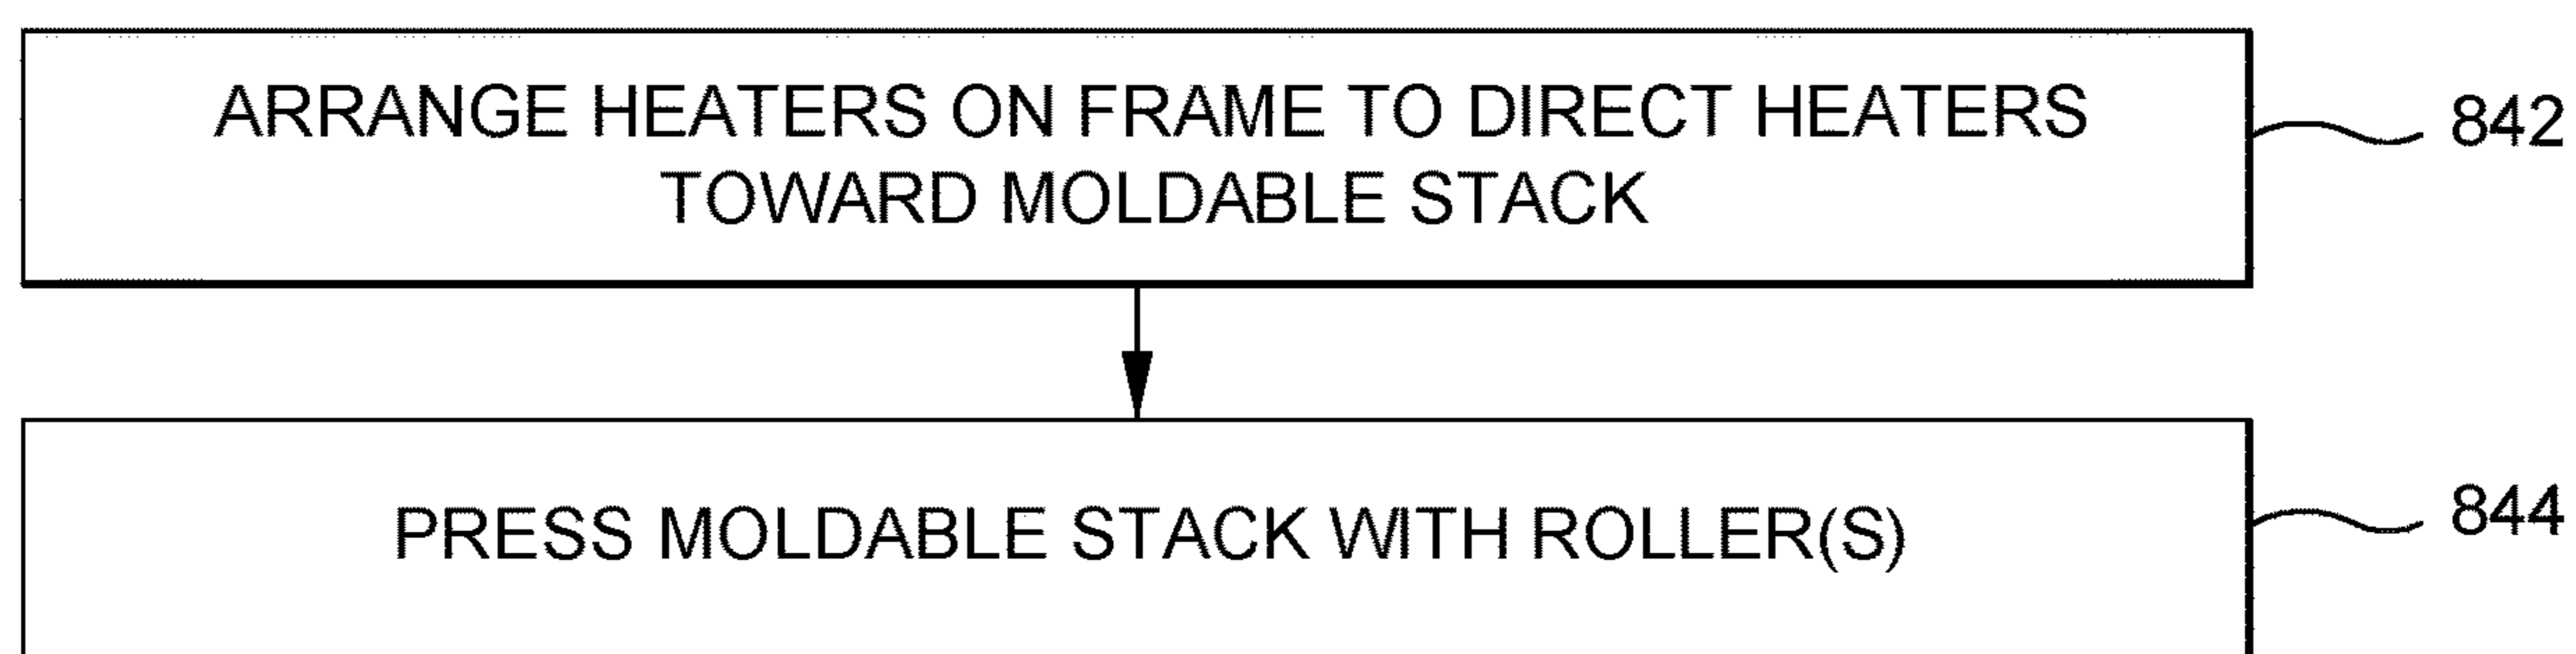 ARRANGE HEATERS ON FRAME TO DIRECT HEATERS
TOWARD MOLDABLE STACK
842
PRESS MOLDABLE STACK WITH ROLLER(S)
844